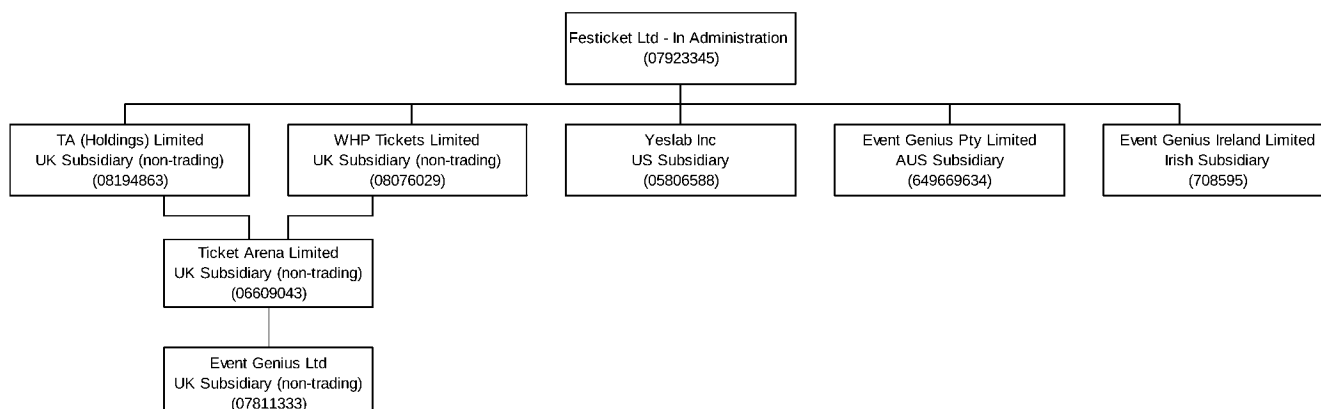 Festicket Ltd - In Administration
(07923345)
TA (Holdings) Limited
UK Subsidiary (non-trading)
(08194863)
WHP Tickets Limited
UK Subsidiary (non-trading)
(08076029)
Yeslab Inc
US Subsidiary
(05806588)
Event Genius Pty Limited
AUS Subsidiary
(649669634)
Event Genius Ireland Limited
Irish Subsidiary
(708595)
Ticket Arena Limited
UK Subsidiary (non-trading)
(06609043)
Event Genius Ltd
UK Subsidiary (non-trading)
(07811333)